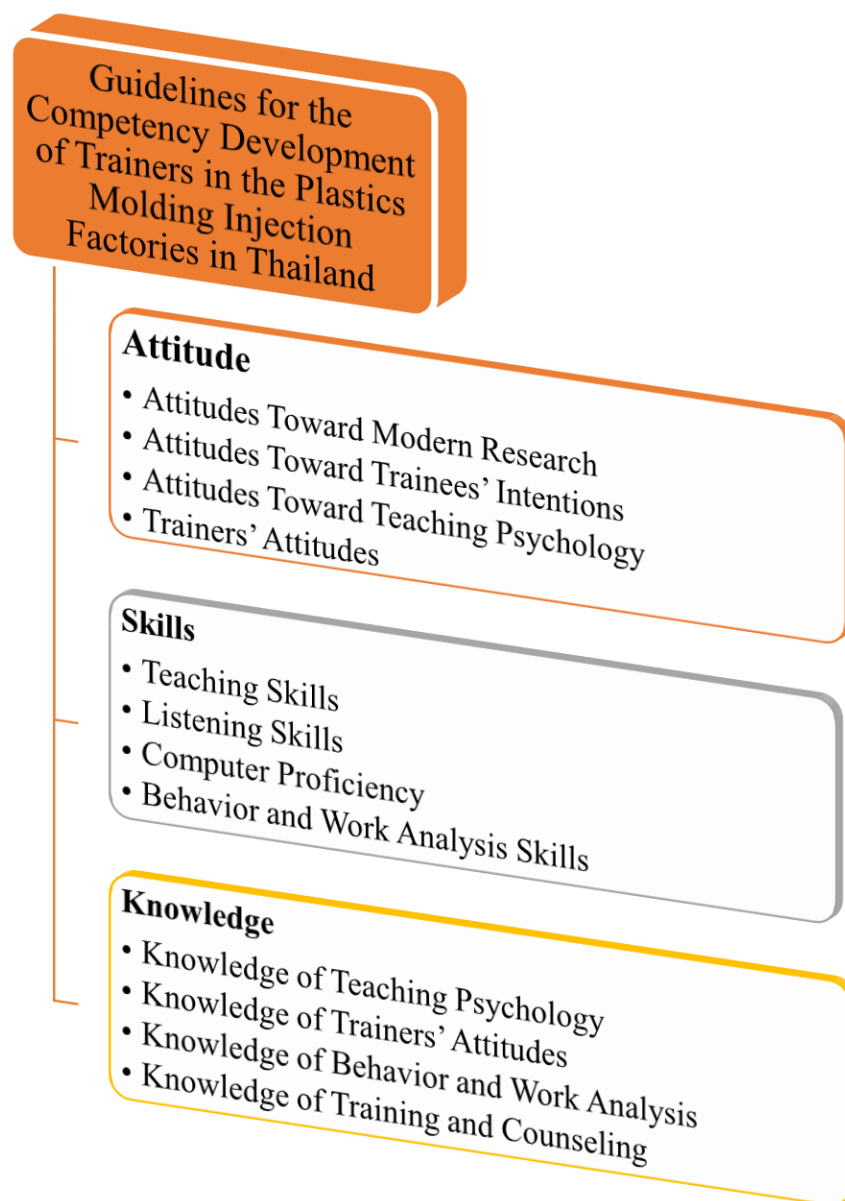 Guidelines for the
Competency Development
of Trainers in the Plastics
Molding Injection
Factories in Thailand
Attitude
• Attitudes Toward Modern Research
• Attitudes Toward Trainees’ Intentions
• Attitudes Toward Teaching Psychology
• Trainers’ Attitudes
Skills
• Teaching Skills
• Listening Skills
• Computer Proficiency
• Behavior and Work Analysis Skills
Knowledge
• Knowledge of Teaching Psychology
• Knowledge of Trainers’ Attitudes
• Knowledge of Behavior and Work Analysis
• Knowledge of Training and Counseling